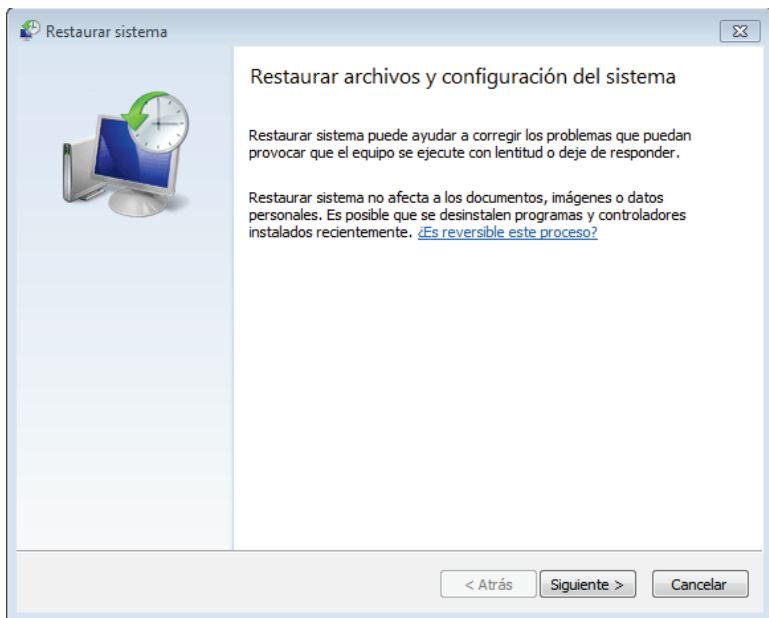 Restaurar sistema
Restaurar archivos y configuración del sistema
Restaurar sistema puede ayudar a corregir los problemas que puedan
provocar que el equipo se ejecute con lentitud o deje de responder.
Restaurar sistema no afecta a los documentos, imágenes o datos
personales. Es posible que se desinstalen programas y controladores
instalados recientemente. ¿Es reversible este proceso?
< Atrás Siguiente > Cancelar